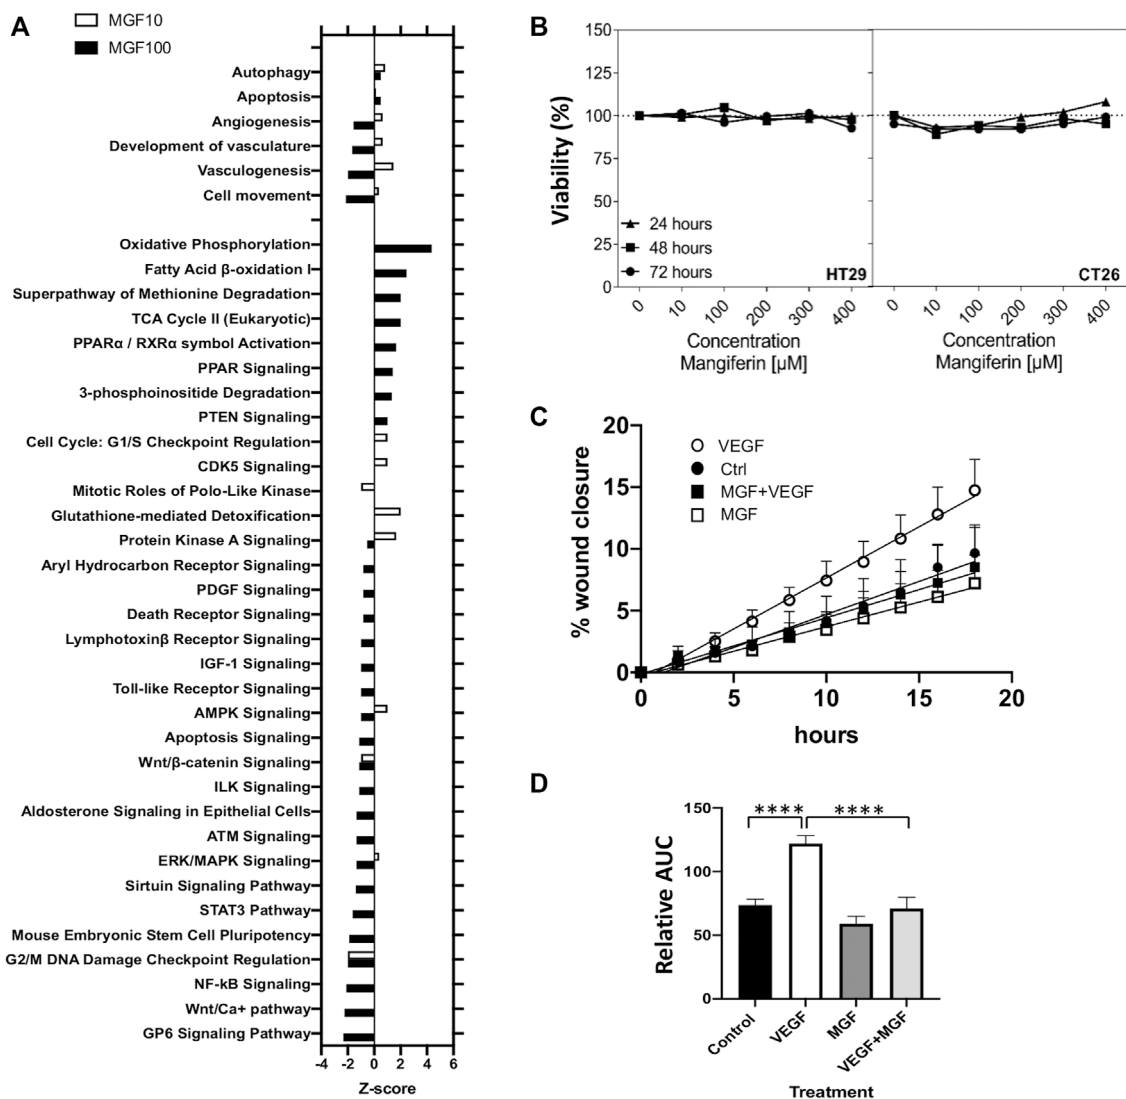 A
MGF10
MGF100
Autophagy
Apoptosis
Angiogenesis
Development of vasculature
Vasculogenesis
Cell movement
Oxidative Phosphorylation
Fatty Acid β-oxidation I
Superpathway of Methionine Degradation
TCA Cycle II (Eukaryotic)
PPARα / RXRα symbol Activation
PPAR Signaling
3-phosphoinositide Degradation
PTEN Signaling
Cell Cycle: G1/S Checkpoint Regulation
CDK5 Signaling
Mitotic Roles of Polo-Like Kinase
Glutathione-mediated Detoxification
Protein Kinase A Signaling
Aryl Hydrocarbon Receptor Signaling
PDGF Signaling
Death Receptor Signaling
Lymphotoxinβ Receptor Signaling
IGF-1 Signaling
Toll-like Receptor Signaling
AMPK Signaling
Apoptosis Signaling
Wnt/β-catenin Signaling
ILK Signaling
Aldosterone Signaling in Epithelial Cells
ATM Signaling
ERK/MAPK Signaling
Sirtuin Signaling Pathway
STAT3 Pathway
Mouse Embryonic Stem Cell Pluripotency
G2/M DNA Damage Checkpoint Regulation
NF-kB Signaling
Wnt/Ca+ pathway
GP6 Signaling Pathway
-4 -2 0 2 4 6
Z-score
B
150
125
100
75
50
25
0
Viability (%)
24 hours
48 hours
72 hours
HT29
CT26
0 10 100 200 300 400
0 10 100 200 300 400
Concentration
Mangiferin [µM]
Concentration
Mangiferin [µM]
C
20
15
10
5
0
% wound closure
VEGF
Ctrl
MGF+VEGF
MGF
0 5 10 15 20
hours
D
150
100
50
0
Relative AUC
**** ****
Control
VEGF
MGF
VEGF+MGF
Treatment